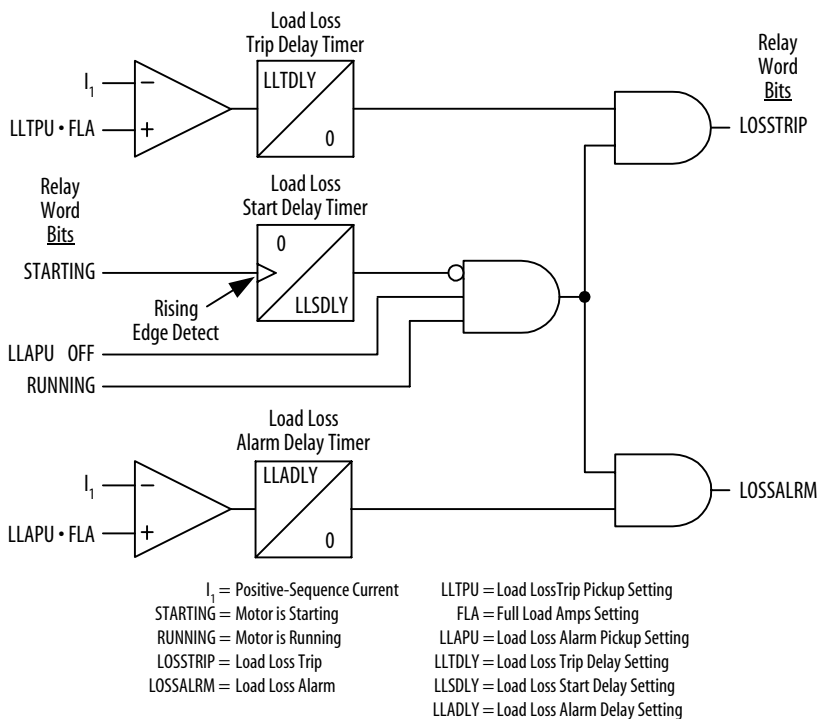 Load Loss
Trip Delay Timer
LLTDLY
0
I₁
−
LLTPU • FLA
+
Relay
Word
Bits
LOSSTRIP
Relay
Word
Bits
Load Loss
Start Delay Timer
0
LLSDLY
STARTING
Rising
Edge Detect
LLAPU OFF
RUNNING
Load Loss
Alarm Delay Timer
LLADLY
0
I₁
−
LLAPU • FLA
+
LOSSALRM
I₁ = Positive-Sequence Current
STARTING = Motor is Starting
RUNNING = Motor is Running
LOSSTRIP = Load Loss Trip
LOSSALRM = Load Loss Alarm
LLTPU = Load LossTrip Pickup Setting
FLA = Full Load Amps Setting
LLAPU = Load Loss Alarm Pickup Setting
LLTDLY = Load Loss Trip Delay Setting
LLSDLY = Load Loss Start Delay Setting
LLADLY = Load Loss Alarm Delay Setting